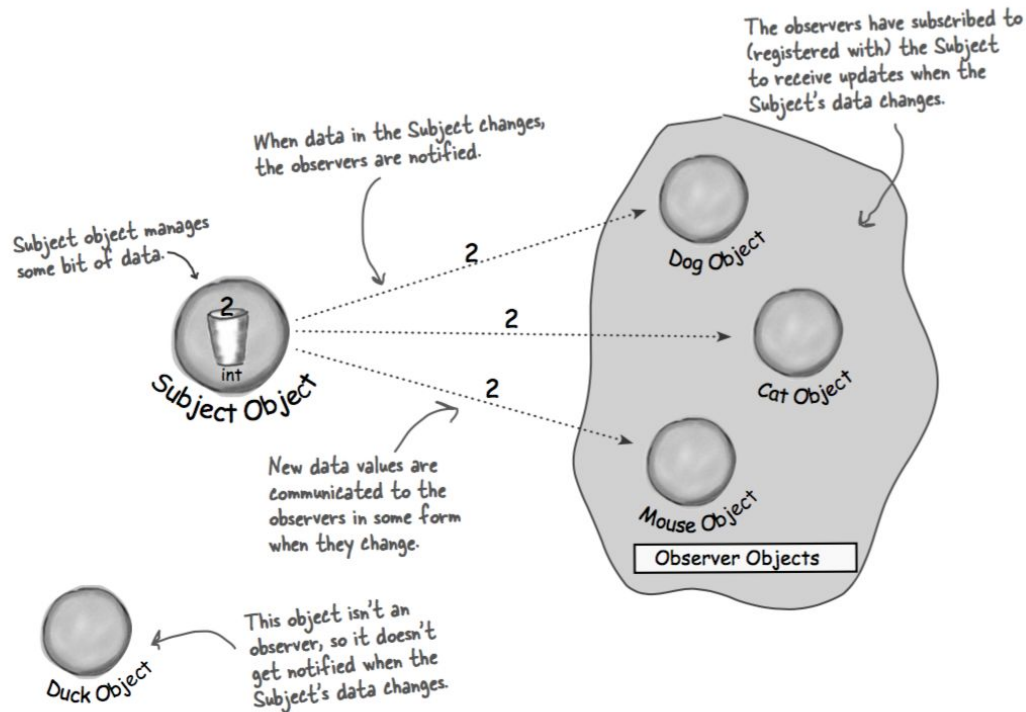 The observers have subscribed to
(registered with) the Subject
to receive updates when the
Subject's data changes.
When data in the Subject changes,
the observers are notified.
Subject object manages
some bit of data.
2
int
Subject Object
2
2
2
Dog Object
Cat Object
Mouse Object
Observer Objects
New data values are
communicated to the
observers in some form
when they change.
This object isn't an
observer, so it doesn't
get notified when the
Subject's data changes.
Duck Object